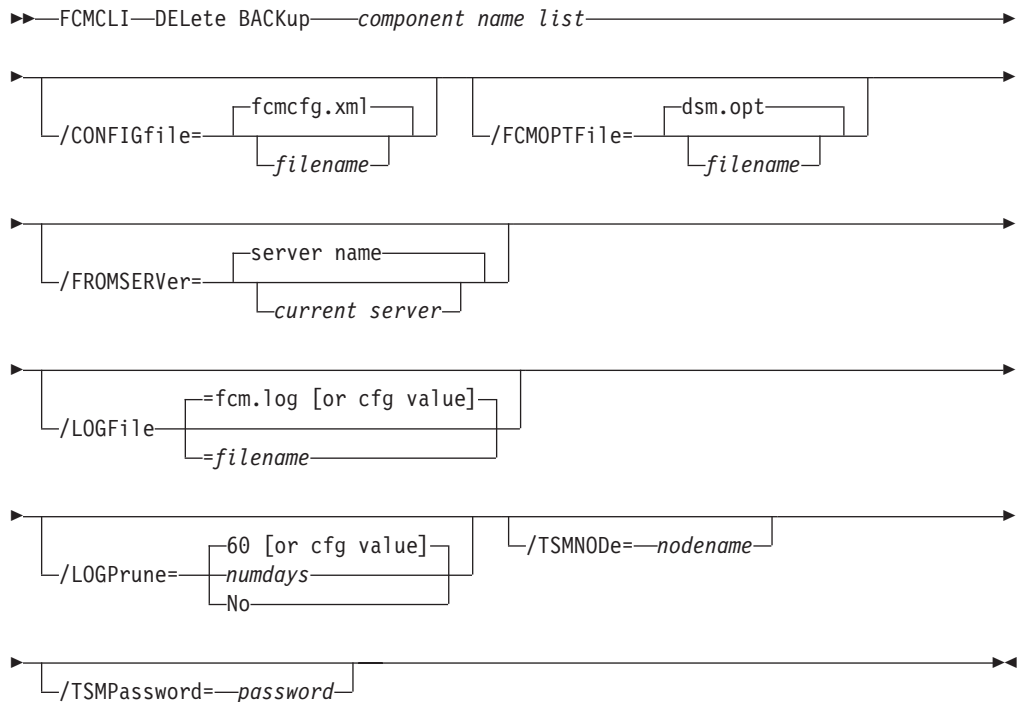 FCMCLI DELete BACKup component name list
fcmcfg.xml dsm.opt
/CONFIGfile= /FCMOPTFile=
filename filename
server name
/FROMSERVer=
current server
=fcm.log [or cfg value]
/LOGFile
=filename
60 [or cfg value] /TSMNODe= nodename
/LOGPrune= numdays
No
/TSMPassword= password